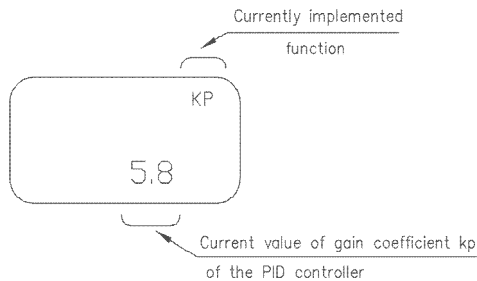 Currently implemented
function
KP
5.8
Current value of gain coefficient kp
of the PID controller